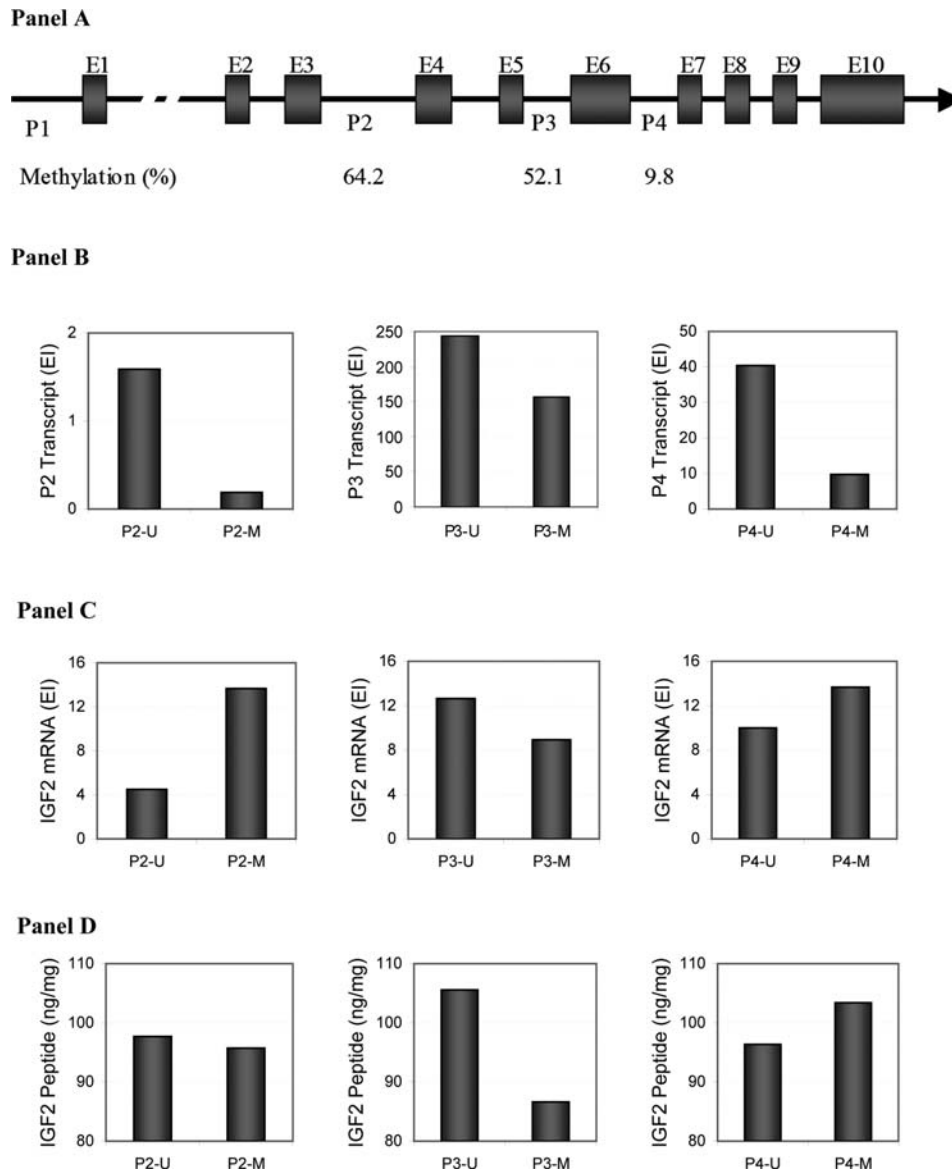 Panel A
E1 E2 E3 E4 E5 E6 E7 E8 E9 E10
P1 P2 P3 P4
Methylation (%) 64.2 52.1 9.8
Panel B
P2 Transcript (EI)
2
1
0
P2-U P2-M
P3 Transcript (EI)
250
200
150
100
50
0
P3-U P3-M
P4 Transcript (EI)
50
40
30
20
10
0
P4-U P4-M
Panel C
IGF2 mRNA (EI)
16
12
8
4
0
P2-U P2-M
IGF2 mRNA (EI)
16
12
8
4
0
P3-U P3-M
IGF2 mRNA (EI)
16
12
8
4
0
P4-U P4-M
Panel D
IGF2 Peptide (ng/mg)
110
100
90
80
P2-U P2-M
IGF2 Peptide (ng/mg)
110
100
90
80
P3-U P3-M
IGF2 Peptide (ng/mg)
110
100
90
80
P4-U P4-M